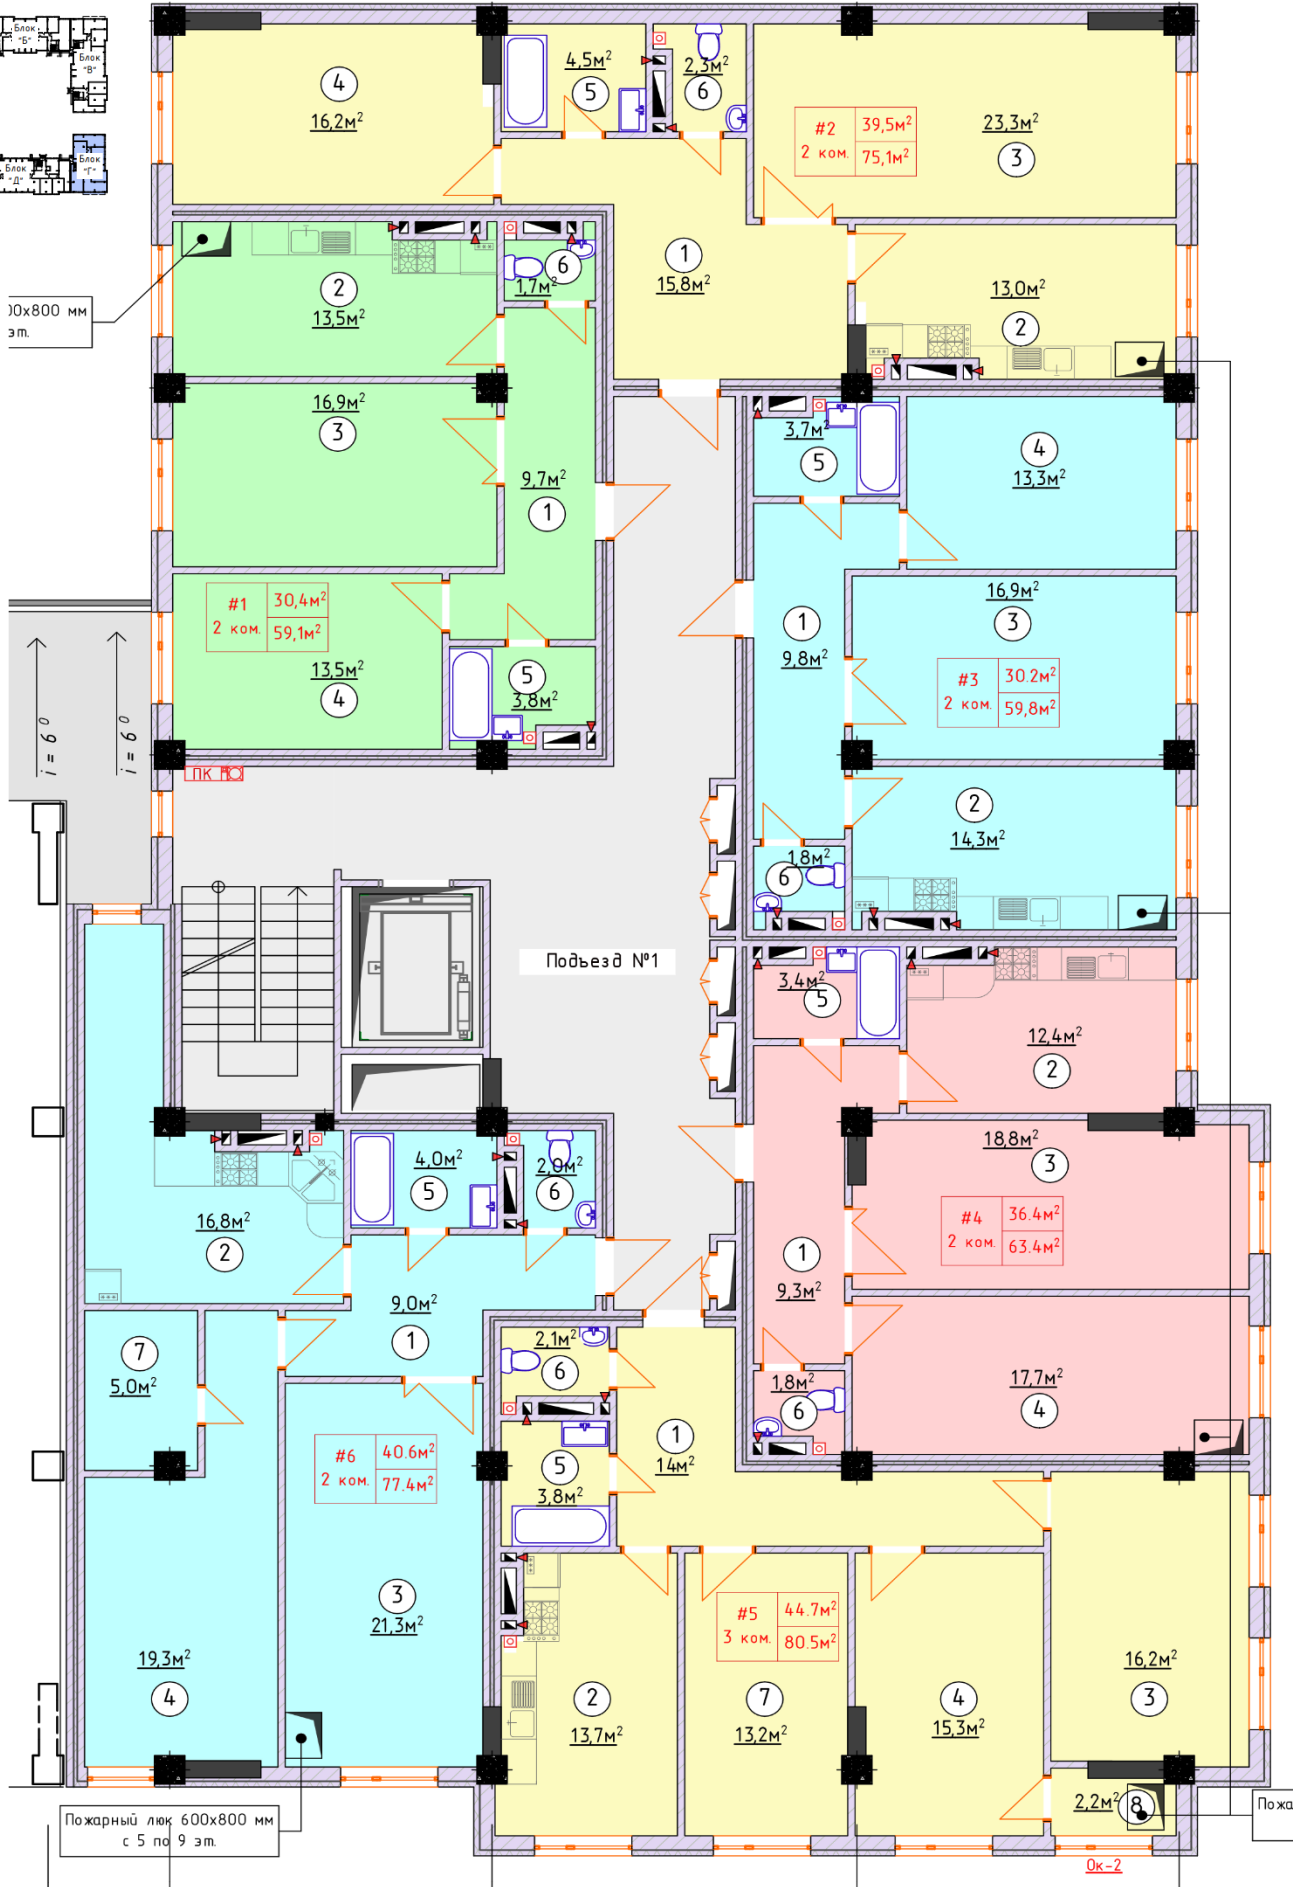 Блок
"Б"
Блок
"В"
Блок
"Д"
Блок
"Г"
4
16,2м²
4,5м²
5
2,3м²
6
#2
2 ком.
39,5м²
75,1м²
23,3м²
3
2
13,5м²
1,7м²
6
1
15,8м²
13,0м²
2
00х800 мм
эт.
16,9м²
3
9,7м²
1
3,7м²
5
4
13,3м²
#1
2 ком.
30,4м²
59,1м²
13,5м²
4
5
3,8м²
1
9,8м²
16,9м²
3
#3
2 ком.
30.2м²
59,8м²
i = 6⁰
i = 6⁰
ПК
2
14,3м²
1,8м²
6
Подъезд №1
3,4м²
5
12,4м²
2
16,8м²
2
4,0м²
5
2,0м²
6
18,8м²
3
#4
2 ком.
36.4м²
63.4м²
1
9,3м²
9,0м²
1
7
5,0м²
2,1м²
6
1
14м²
17,7м²
4
1,8м²
6
#6
2 ком.
40.6м²
77.4м²
5
3,8м²
3
21,3м²
19,3м²
4
#5
3 ком.
44.7м²
80.5м²
2
13,7м²
7
13,2м²
4
15,3м²
16,2м²
3
2,2м²
8
Пожарный люк 600х800 мм
с 5 по 9 эт.
Пожа
Ок-2